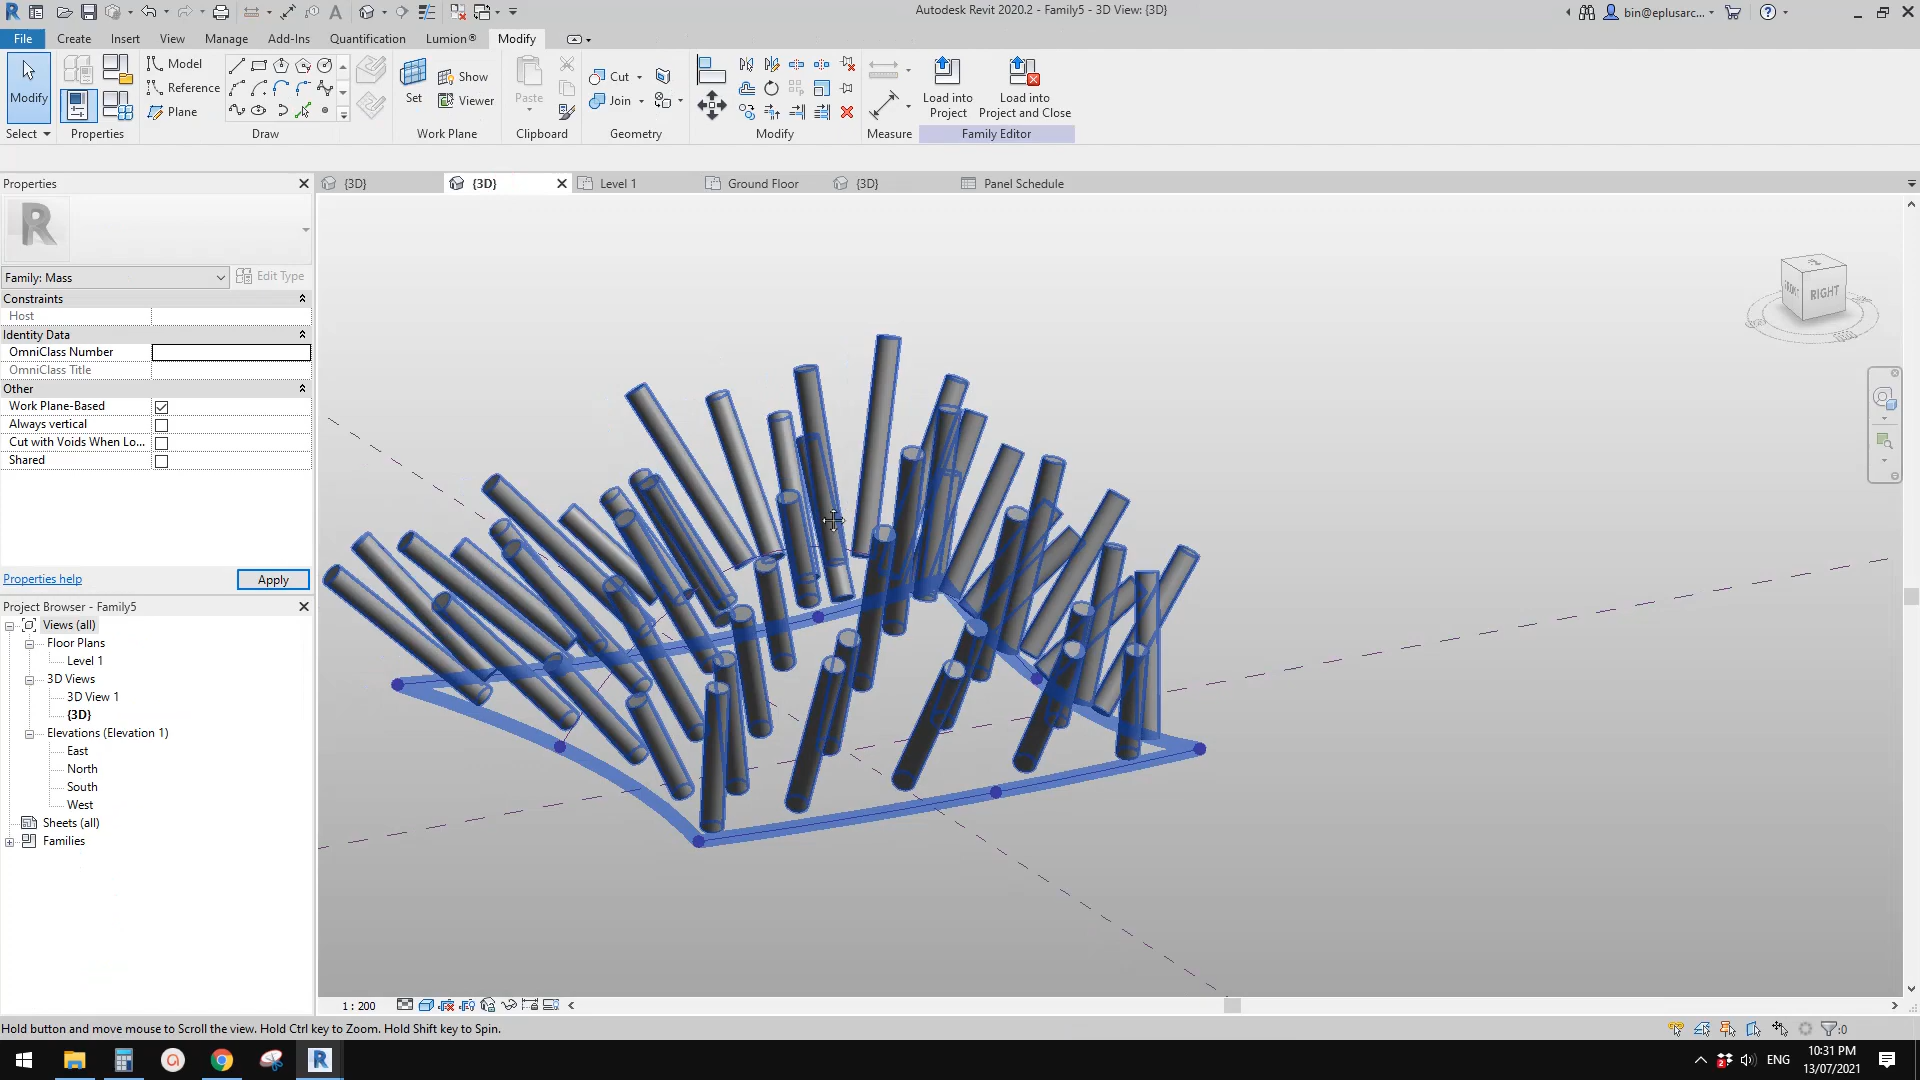 Autodesk Revit 2020.2 - Family5 - 3D View: {3D}
bin@eplusarc...
File Create Insert View Manage Add-Ins Quantification Lumion® Modify
Modify
Select
Properties
Model
Reference
Plane
Draw
Set
Show
Viewer
Work Plane
Paste
Clipboard
Cut
Join
Geometry
Modify
Measure
Load into
Project
Load into
Project and Close
Family Editor
Properties
{3D}
{3D}
Level 1
Ground Floor
{3D}
Panel Schedule
Family: Mass
Edit Type
Constraints
Host
Identity Data
OmniClass Number
OmniClass Title
Other
Work Plane-Based
Always vertical
Cut with Voids When Lo...
Shared
Properties help
Apply
Project Browser - Family5
Views (all)
Floor Plans
Level 1
3D Views
3D View 1
{3D}
Elevations (Elevation 1)
East
North
South
West
Sheets (all)
Families
RIGHT
1 : 200
Hold button and move mouse to Scroll the view. Hold Ctrl key to Zoom. Hold Shift key to Spin.
:0
ENG
10:31 PM
13/07/2021